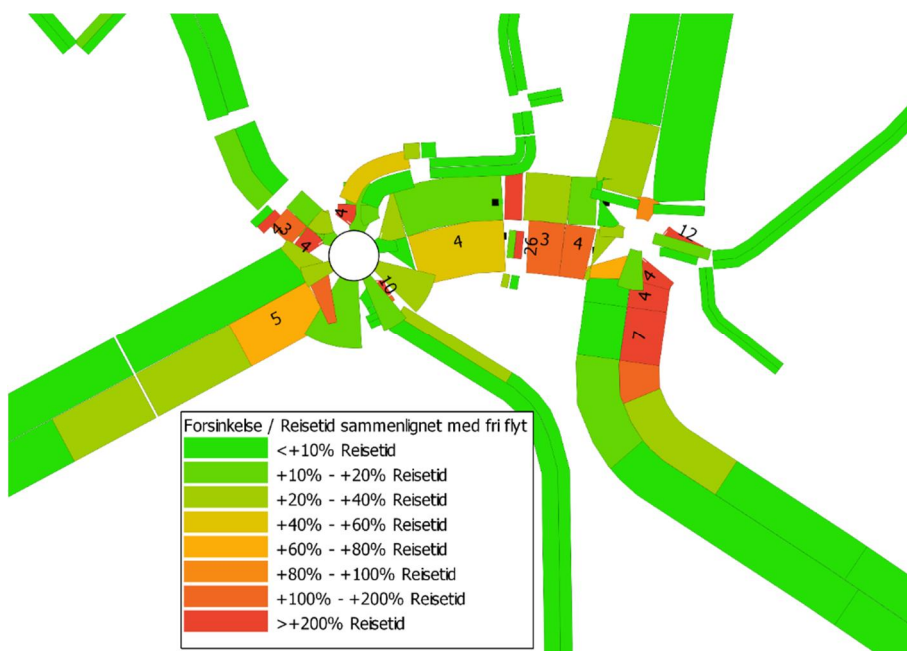 4
4
3
4
12
4
26
3
4
10
4
4
5
7
Forsinkelse / Reisetid sammenlignet med fri flyt
<+10% Reisetid
+10% - +20% Reisetid
+20% - +40% Reisetid
+40% - +60% Reisetid
+60% - +80% Reisetid
+80% - +100% Reisetid
+100% - +200% Reisetid
>+200% Reisetid